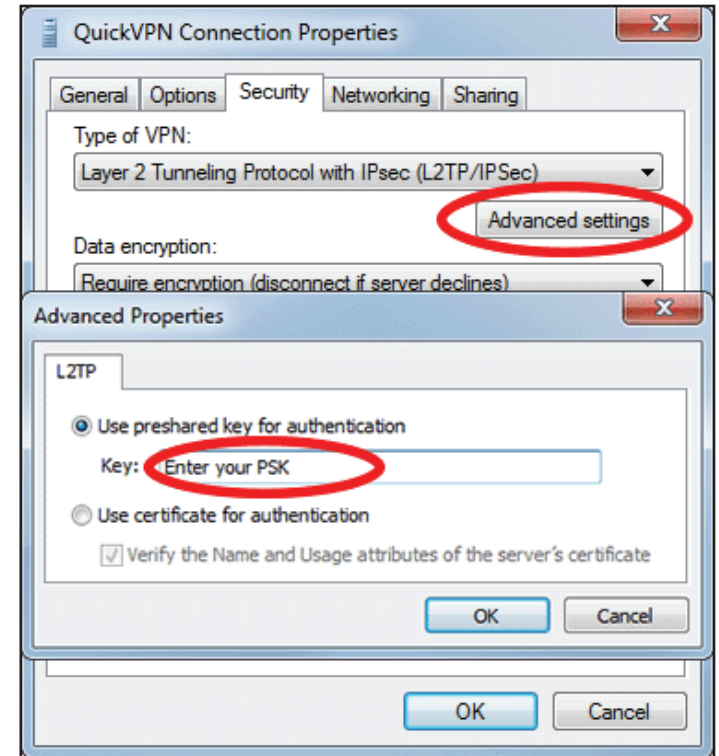 QuickVPN Connection Properties
General Options Security Networking Sharing
Type of VPN:
Layer 2 Tunneling Protocol with IPsec (L2TP/IPSec)
Advanced settings
Data encryption:
Require encryption (disconnect if server declines)
Advanced Properties
L2TP
Use preshared key for authentication
Key: Enter your PSK
Use certificate for authentication
Verify the Name and Usage attributes of the server's certificate
OK Cancel
OK Cancel